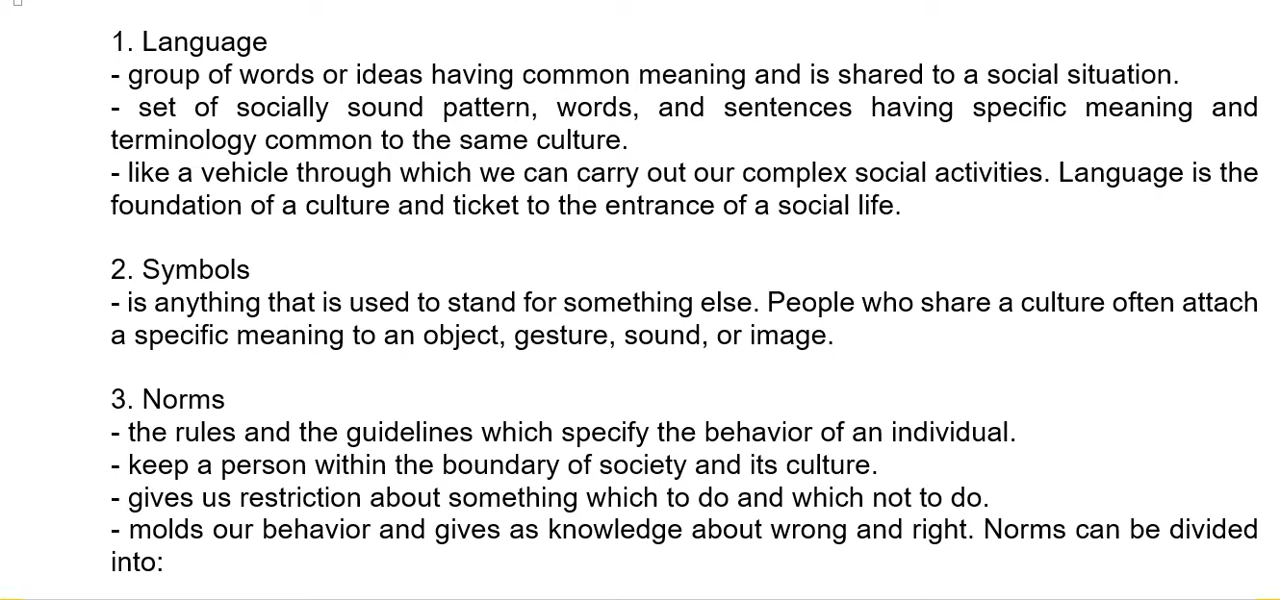 1. Language
- group of words or ideas having common meaning and is shared to a social situation.
- set of socially sound pattern, words, and sentences having specific meaning and
terminology common to the same culture.
- like a vehicle through which we can carry out our complex social activities. Language is the
foundation of a culture and ticket to the entrance of a social life.
2. Symbols
- is anything that is used to stand for something else. People who share a culture often attach
a specific meaning to an object, gesture, sound, or image.
3. Norms
- the rules and the guidelines which specify the behavior of an individual.
- keep a person within the boundary of society and its culture.
- gives us restriction about something which to do and which not to do.
- molds our behavior and gives as knowledge about wrong and right. Norms can be divided
into: